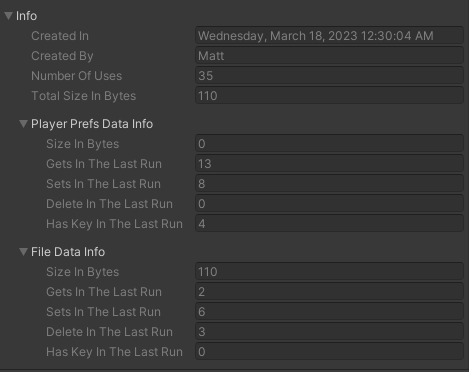 Info
Created In Wednesday, March 18, 2023 12:30:04 AM
Created By Matt
Number Of Uses 35
Total Size In Bytes 110
Player Prefs Data Info
Size In Bytes 0
Gets In The Last Run 13
Sets In The Last Run 8
Delete In The Last Run 0
Has Key In The Last Run 4
File Data Info
Size In Bytes 110
Gets In The Last Run 2
Sets In The Last Run 6
Delete In The Last Run 3
Has Key In The Last Run 0